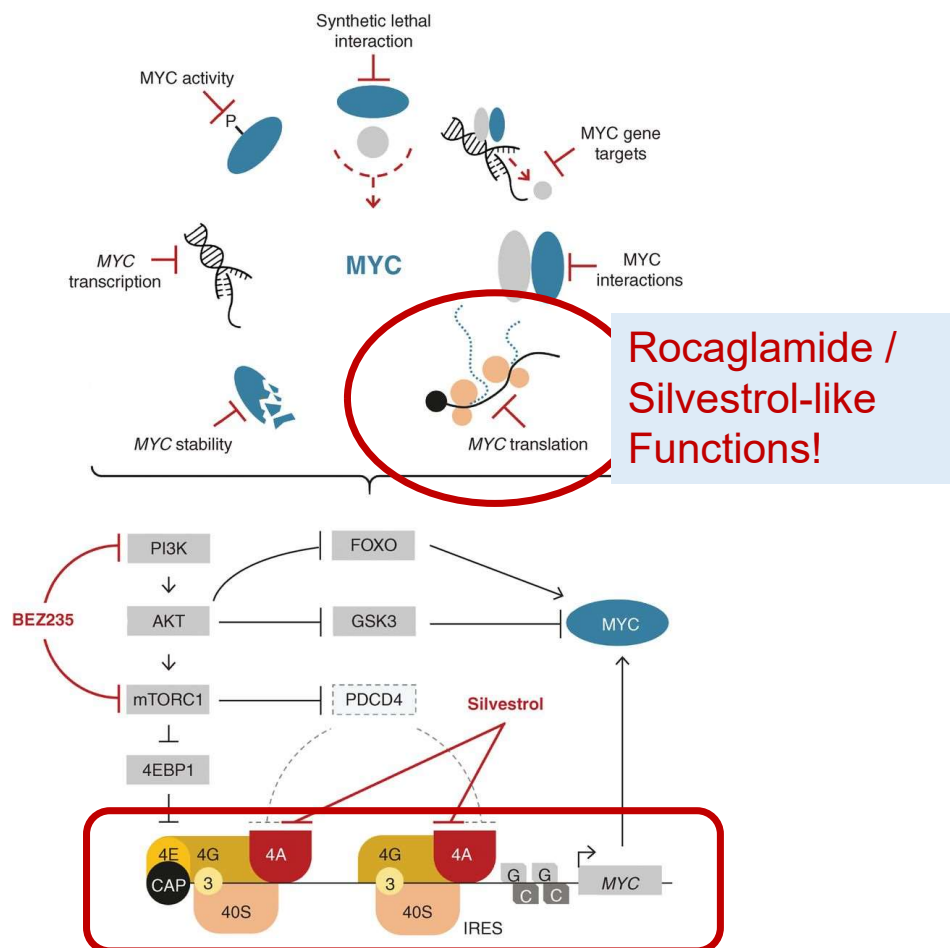 Synthetic lethal
interaction
MYC activity
P
MYC gene
targets
MYC
transcription
MYC
MYC
interactions
Rocaglamide /
Silvestrol-like
Functions!
MYC stability
MYC translation
PI3K
FOXO
BEZ235
AKT
GSK3
MYC
mTORC1
PDCD4
Silvestrol
4EBP1
4E 4G 4A
4G 4A
CAP
3
3
G G
C C
MYC
40S
40S
IRES